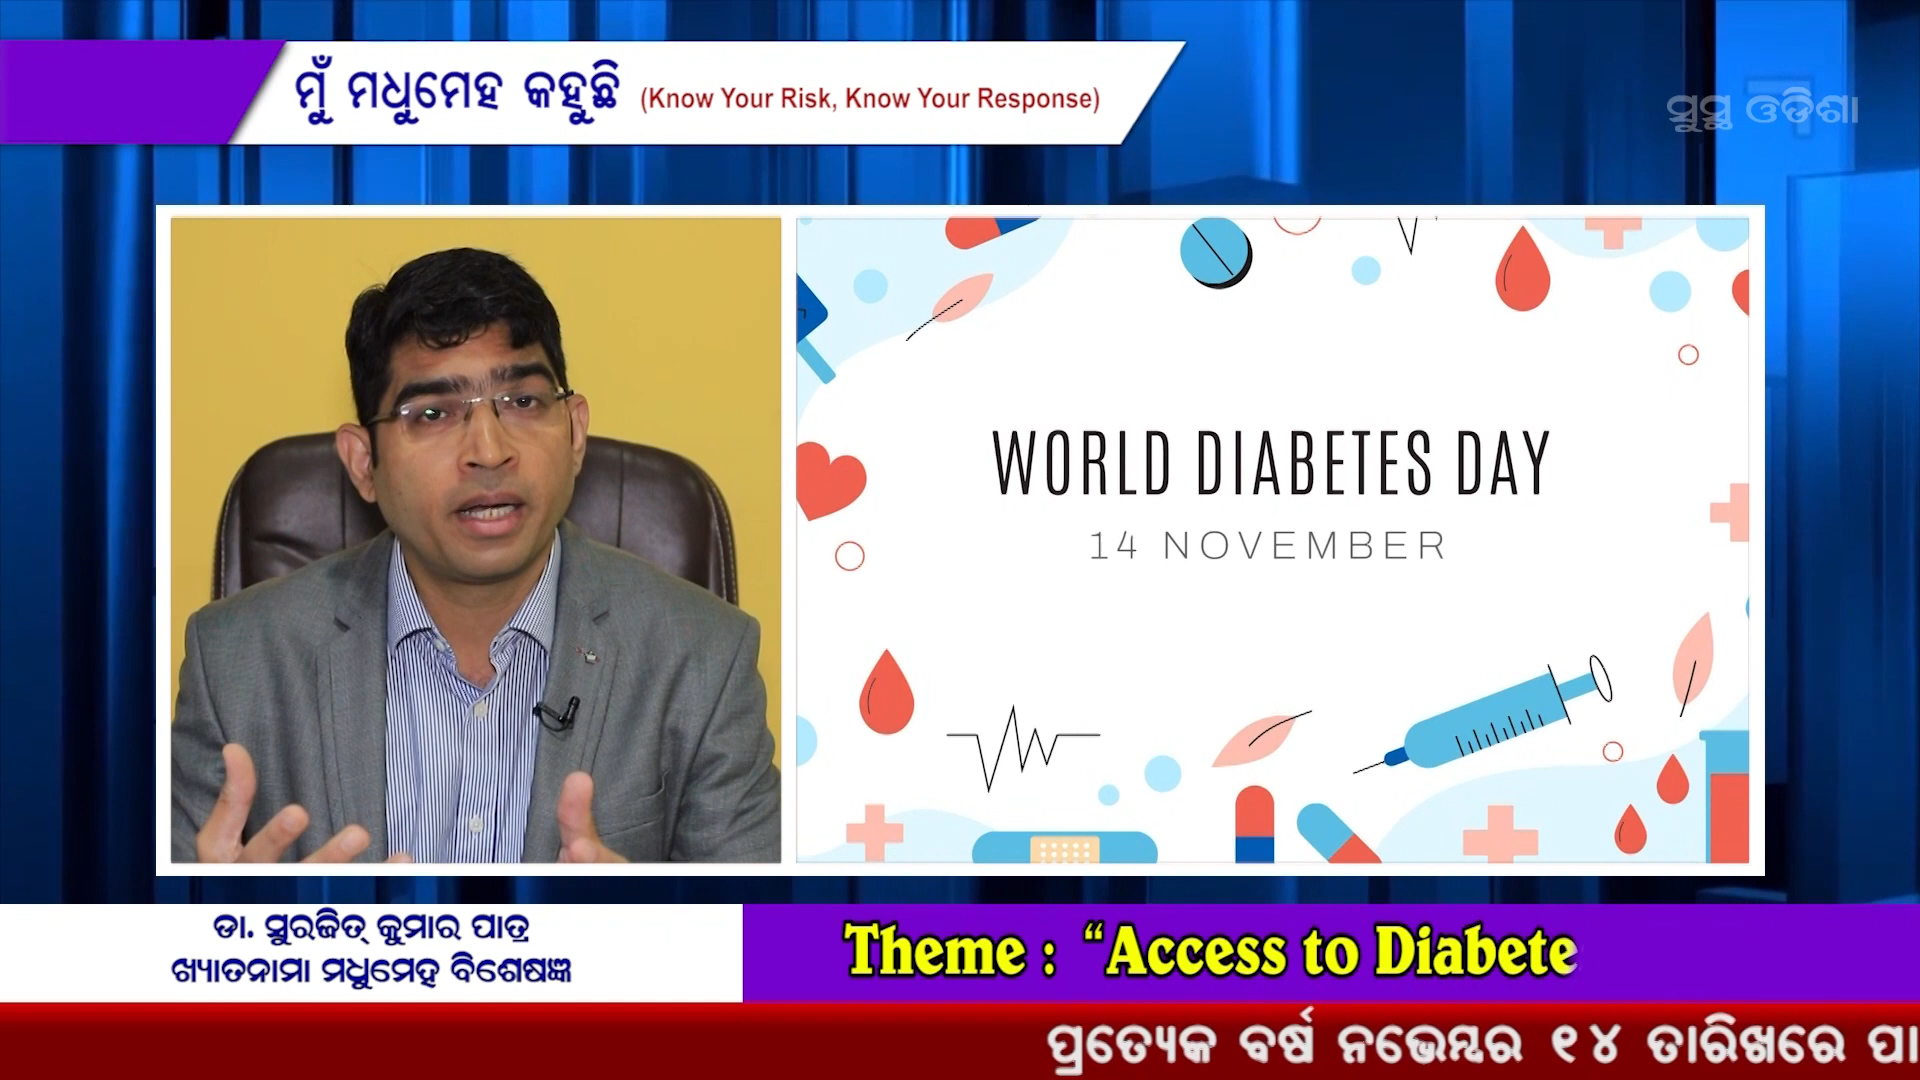 ମୁଁ ମଧୁମେହ କହୁଛି (Know Your Risk, Know Your Response)
ସୁସ୍ଥ ଓଡିଶା
WORLD DIABETES DAY
14 NOVEMBER
ଡା. ସୁରଜିତ୍ କୁମାର ପାତ୍ର
ଖ୍ୟାତନାମା ମଧୁମେହ ବିଶେଷଜ୍ଞ
Theme : “Access to Diabete
ପ୍ରତ୍ୟେକ ବର୍ଷ ନଭେମ୍ବର ୧୪ ତାରିଖରେ ପା